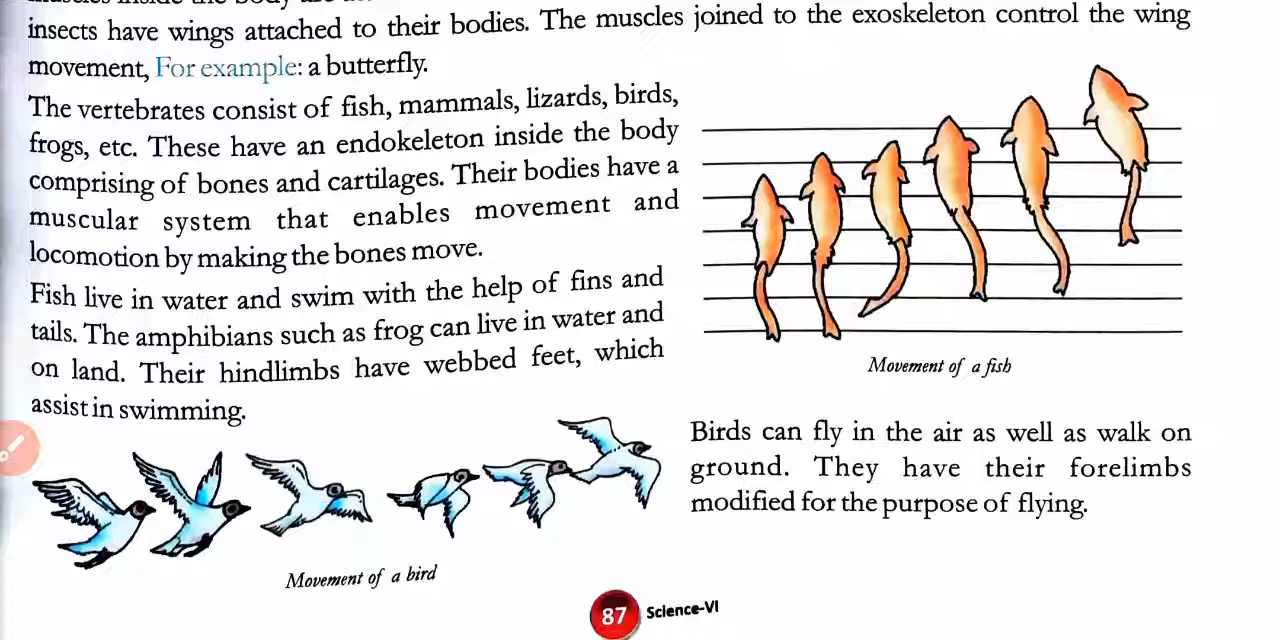 insects have wings attached to their bodies. The muscles joined to the exoskeleton control the wing
movement, For example: a butterfly.
The vertebrates consist of fish, mammals, lizards, birds,
frogs, etc. These have an endokeleton inside the body
comprising of bones and cartilages. Their bodies have a
muscular system that enables movement and
locomotion by making the bones move.
Fish live in water and swim with the help of fins and
tails. The amphibians such as frog can live in water and
on land. Their hindlimbs have webbed feet, which
assist in swimming.
Movement of a fish
Birds can fly in the air as well as walk on
ground. They have their forelimbs
modified for the purpose of flying.
Movement of a bird
87 Science-VI